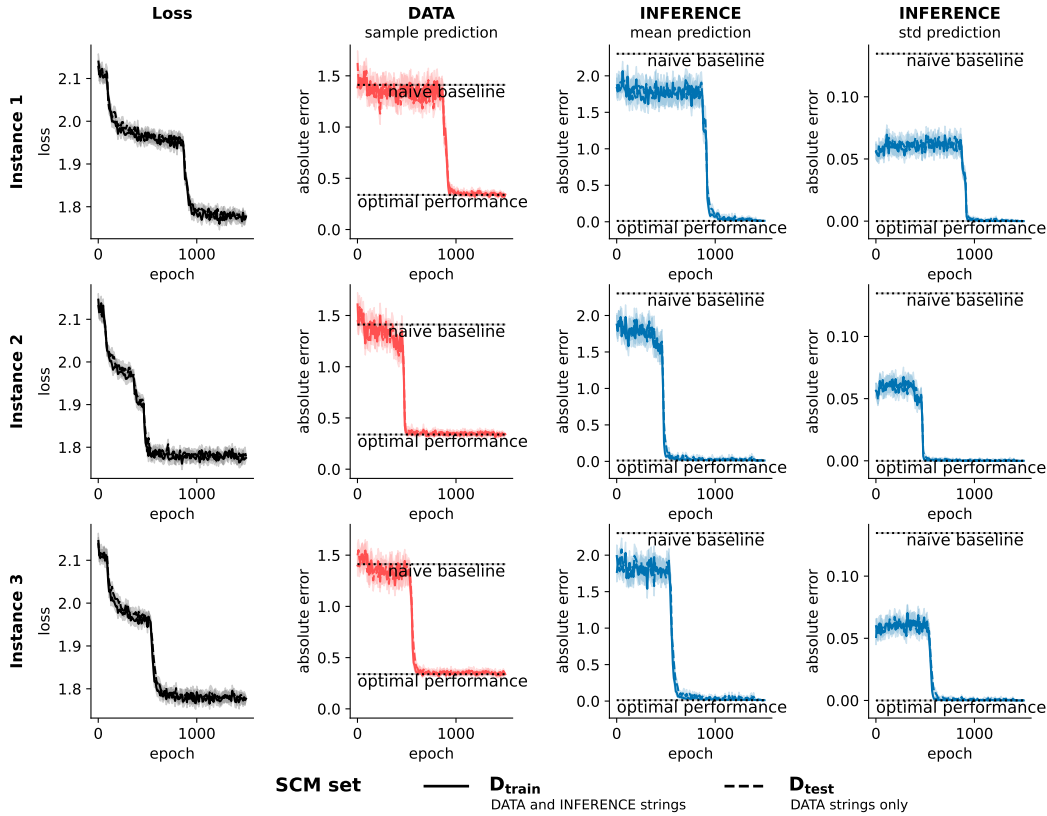 Loss
DATA
sample prediction
INFERENCE
mean prediction
INFERENCE
std prediction
Instance 1
loss
2.1
2.0
1.9
1.8
0
1000
epoch
absolute error
1.5
1.0
0.5
0.0
naive baseline
optimal performance
0
1000
epoch
absolute error
2.0
1.5
1.0
0.5
0.0
naive baseline
optimal performance
0
1000
epoch
absolute error
0.10
0.05
0.00
naive baseline
optimal performance
0
1000
epoch
Instance 2
loss
2.1
2.0
1.9
1.8
0
1000
epoch
absolute error
1.5
1.0
0.5
0.0
naive baseline
optimal performance
0
1000
epoch
absolute error
2.0
1.5
1.0
0.5
0.0
naive baseline
optimal performance
0
1000
epoch
absolute error
0.10
0.05
0.00
naive baseline
optimal performance
0
1000
epoch
Instance 3
loss
2.1
2.0
1.9
1.8
0
1000
epoch
absolute error
1.5
1.0
0.5
0.0
naive baseline
optimal performance
0
1000
epoch
absolute error
2.0
1.5
1.0
0.5
0.0
naive baseline
optimal performance
0
1000
epoch
absolute error
0.10
0.05
0.00
naive baseline
optimal performance
0
1000
epoch
SCM set
D_train
DATA and INFERENCE strings
D_test
DATA strings only